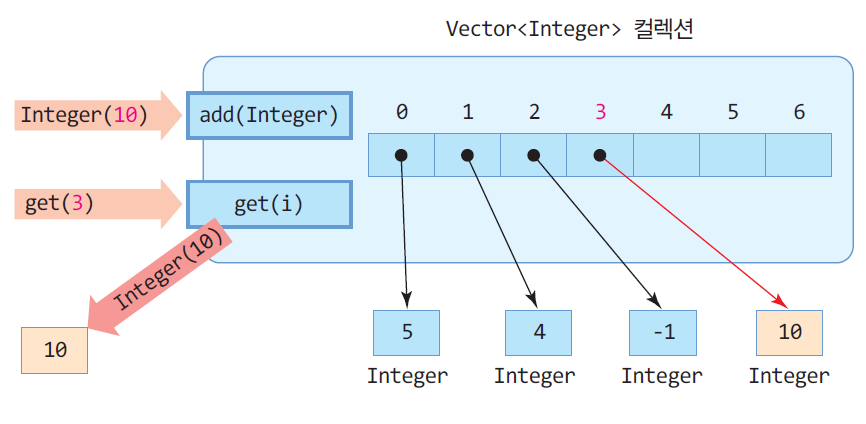 Vector<Integer> 컬렉션
Integer(10)
add(Integer)
0 1 2 3 4 5 6
get(3)
get(i)
Integer(10)
10
5 4 -1 10
Integer Integer Integer Integer